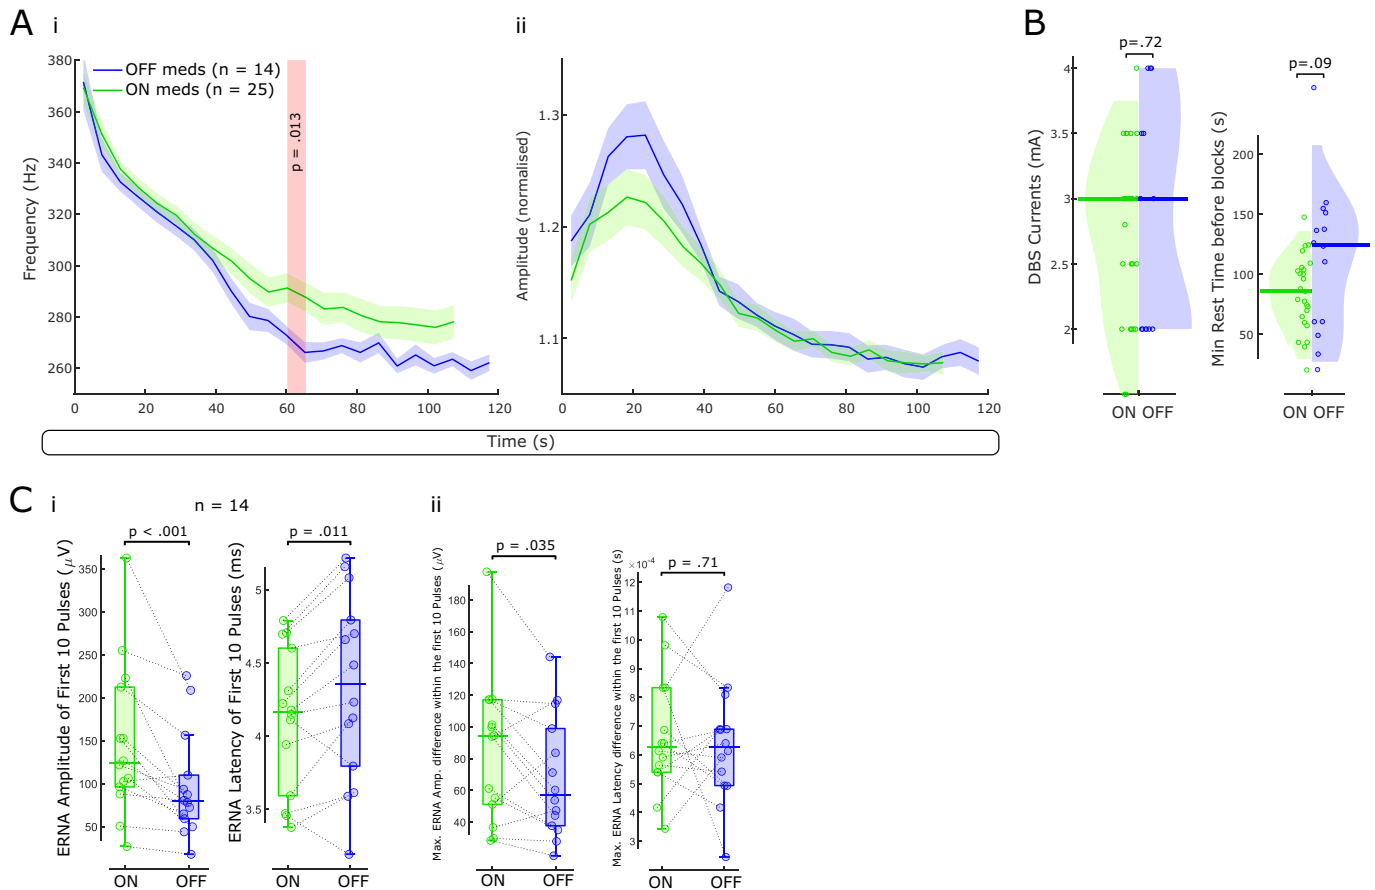 A
i
380
360
340
320
300
280
260
Frequency (Hz)
OFF meds (n = 14)
ON meds (n = 25)
p = .013
0
20
40
60
80
100
120
ii
1.3
1.2
1.1
Amplitude (normalised)
0
20
40
60
80
100
120
Time (s)
B
p=.72
4
3.5
3
2.5
2
DBS Currents (mA)
ON OFF
p=.09
200
150
100
50
Min Rest Time before blocks (s)
ON OFF
C
i
n = 14
p < .001
350
300
250
200
150
100
50
ERNA Amplitude of First 10 Pulses (μV)
ON
OFF
p = .011
5
4.5
4
3.5
ERNA Latency of First 10 Pulses (ms)
ON
OFF
ii
p = .035
180
160
140
120
100
80
60
40
Max. ERNA Amp. difference within the first 10 Pulses (μV)
ON
OFF
p = .71
×10⁻⁴
12
11
10
9
8
7
6
5
4
3
Max. ERNA Latency difference within the first 10 Pulses (s)
ON
OFF